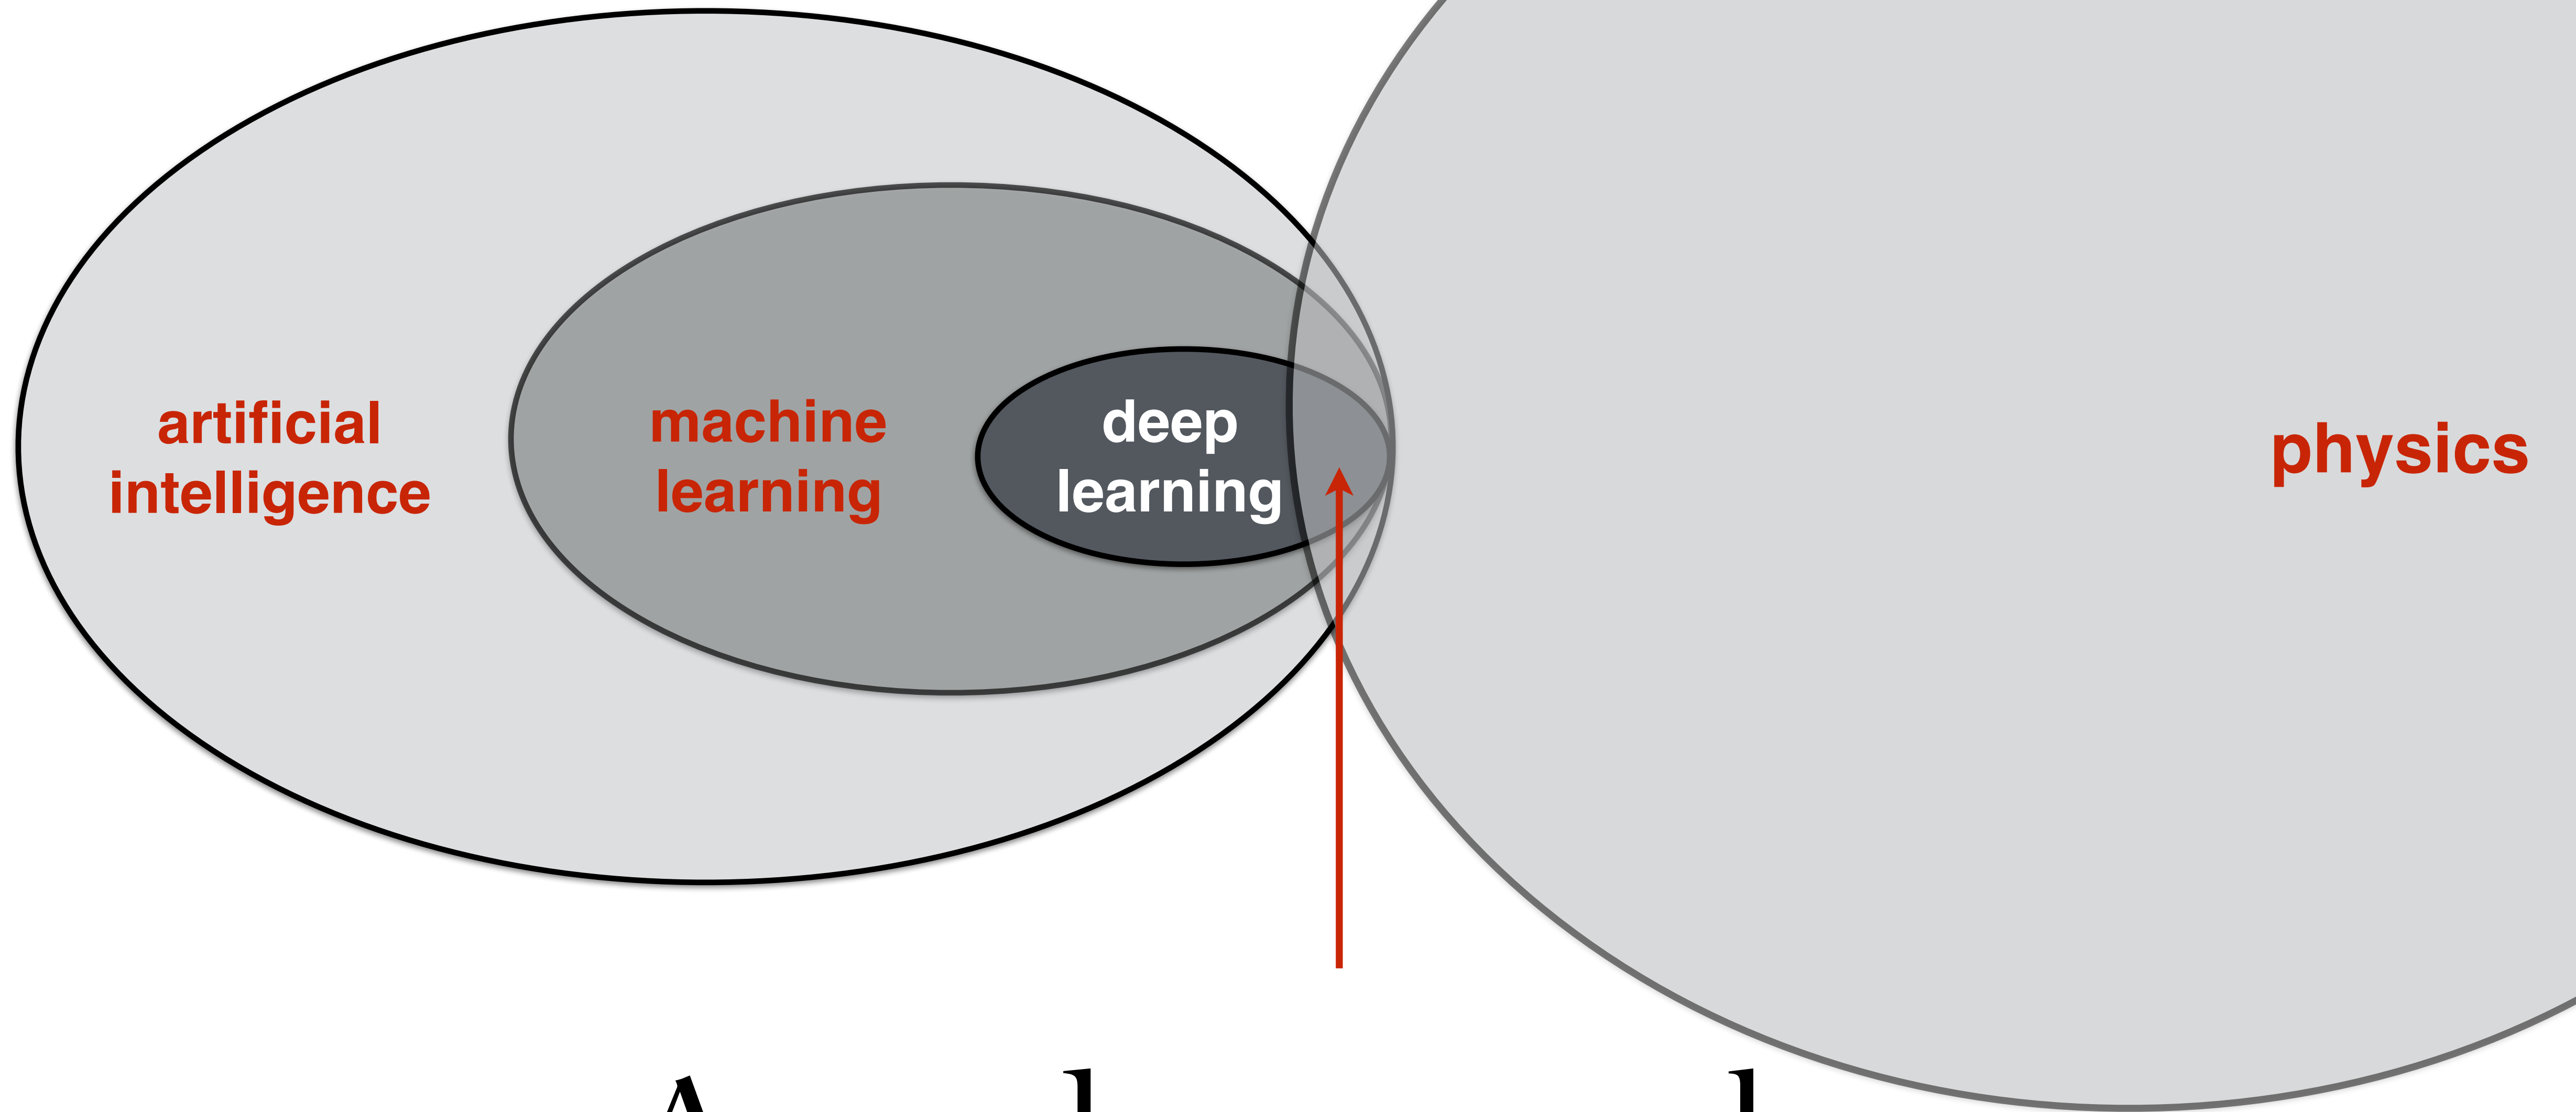 artificial
intelligence
machine
learning
deep
learning
physics